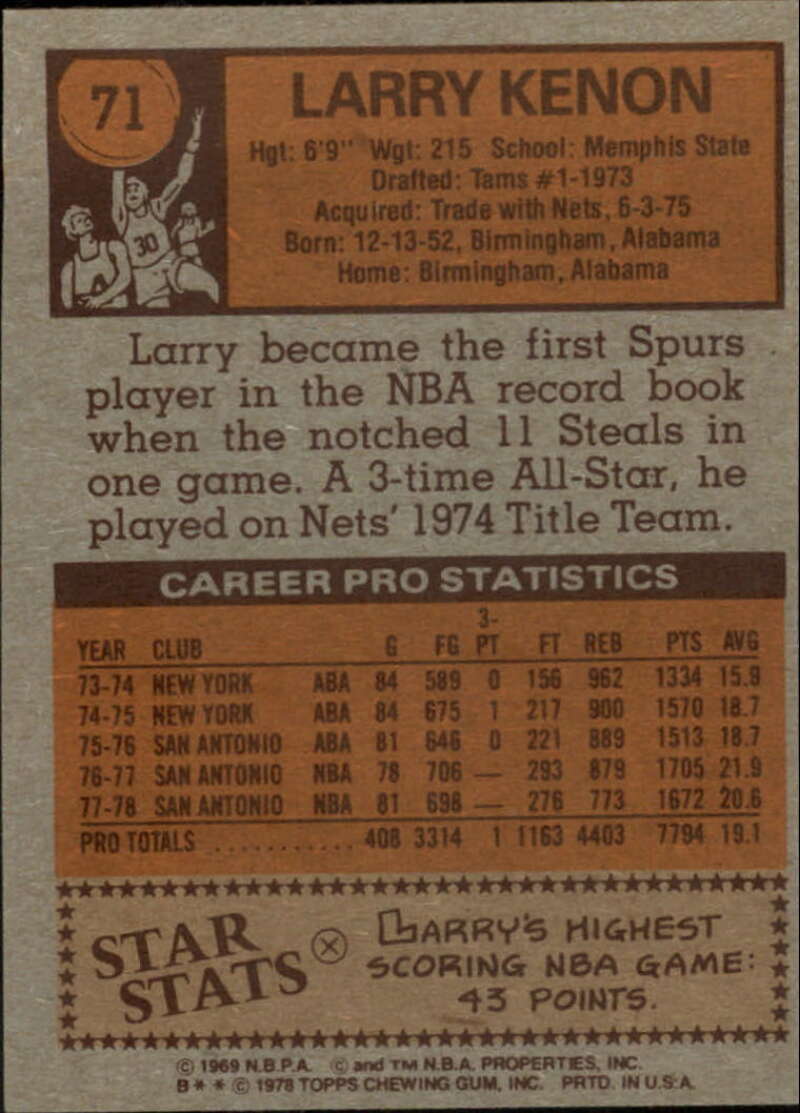 71
LARRY KENON
Hgt: 6'9" Wgt: 215 School: Memphis State
Drafted: Tams #1-1973
Acquired: Trade with Nets, 6-3-75
Born: 12-13-52, Birmingham, Alabama
Home: Birmingham, Alabama
30
Larry became the first Spurs
player in the NBA record book
when the notched 11 Steals in
one game. A 3-time All-Star, he
played on Nets' 1974 Title Team.
CAREER PRO STATISTICS
YEAR CLUB G FG 3-PT FT REB PTS AVG
73-74 NEW YORK ABA 84 589 0 156 962 1334 15.9
74-75 NEW YORK ABA 84 675 1 217 900 1570 18.7
75-76 SAN ANTONIO ABA 81 646 0 221 889 1513 18.7
76-77 SAN ANTONIO NBA 78 706 — 293 879 1705 21.9
77-78 SAN ANTONIO NBA 81 698 — 276 773 1672 20.6
PRO TOTALS ........... 408 3314 1 1163 4403 7794 19.1
STAR STATS
LARRY'S HIGHEST
SCORING NBA GAME:
43 POINTS.
© 1969 N.B.P.A. © and TM N.B.A. PROPERTIES, INC.
B * * © 1978 TOPPS CHEWING GUM, INC. PRTD. IN U.S.A.